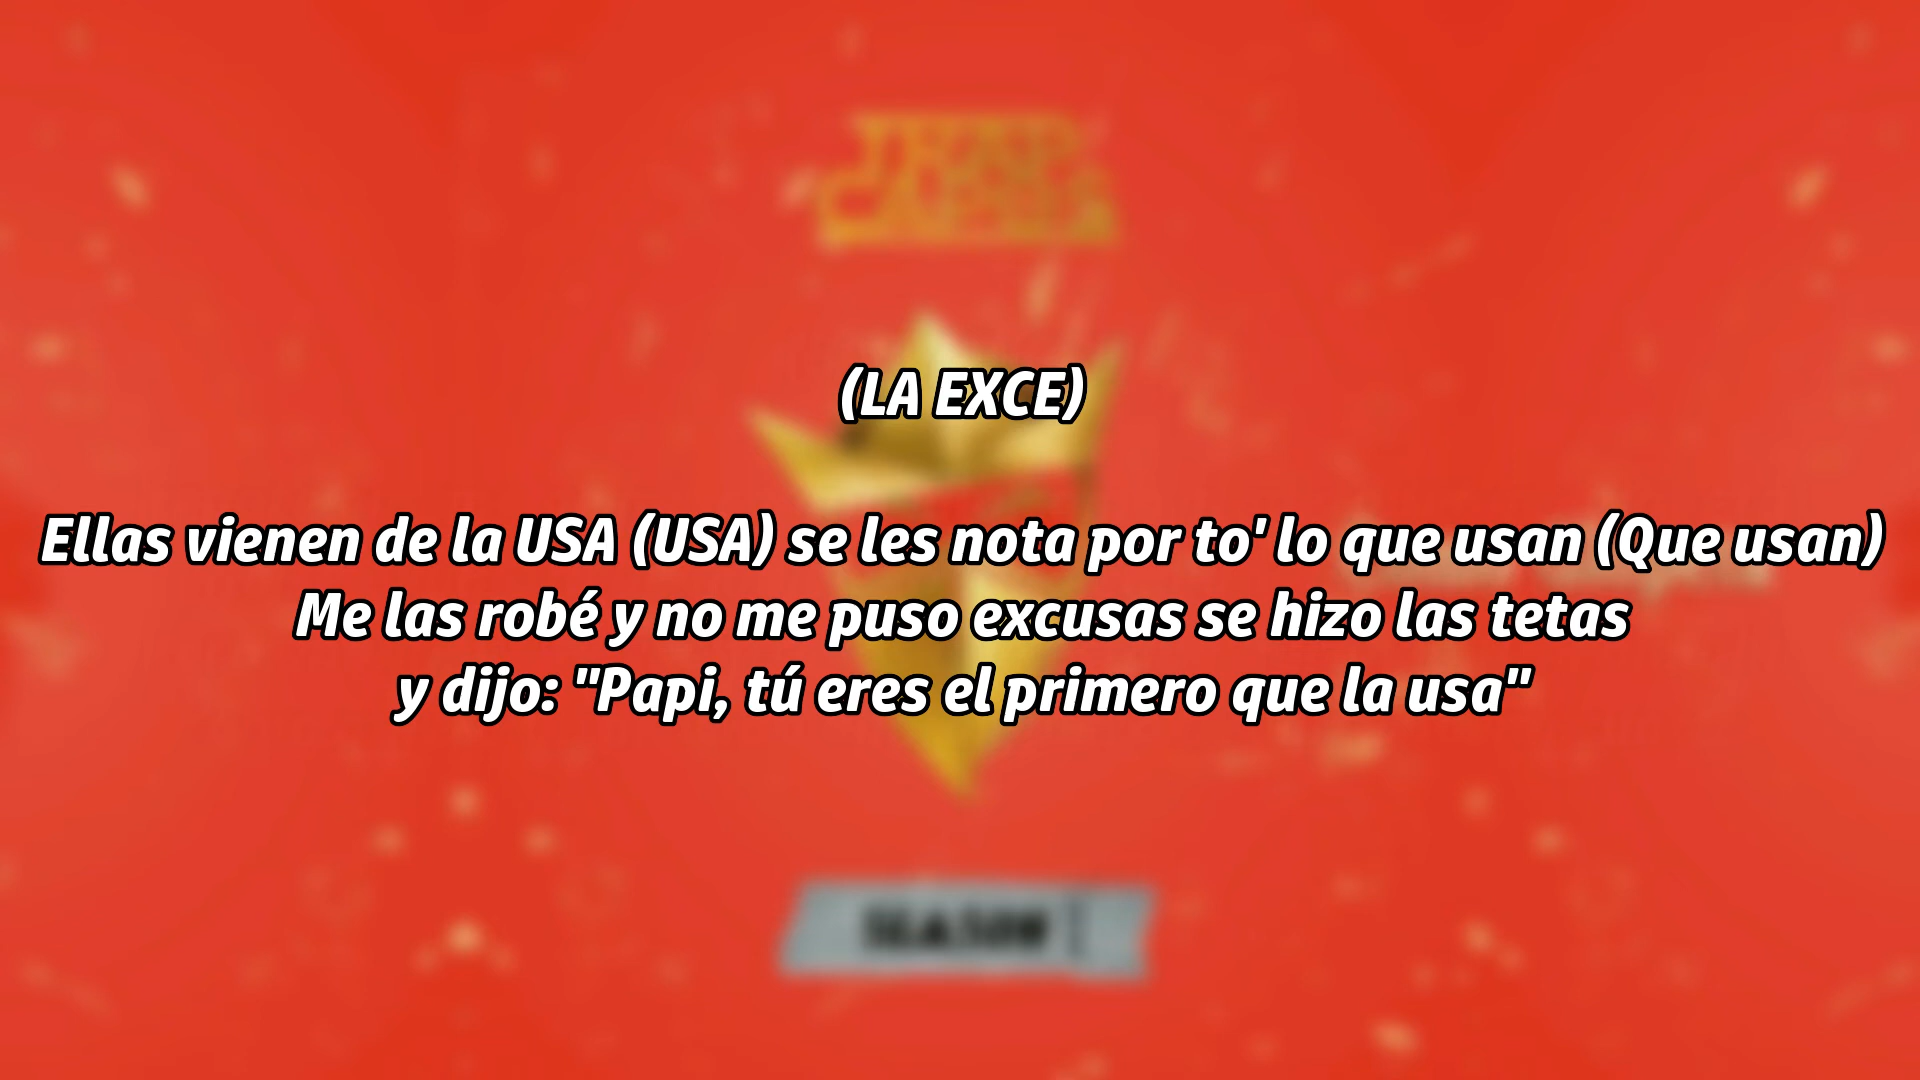 TRAP
(LA EXCE)
Ellas vienen de la USA (USA) se les nota por to' lo que usan (Que usan)
Me las robé y no me puso excusas se hizo las tetas
y dijo: "Papi, tú eres el primero que la usa"
SEASON